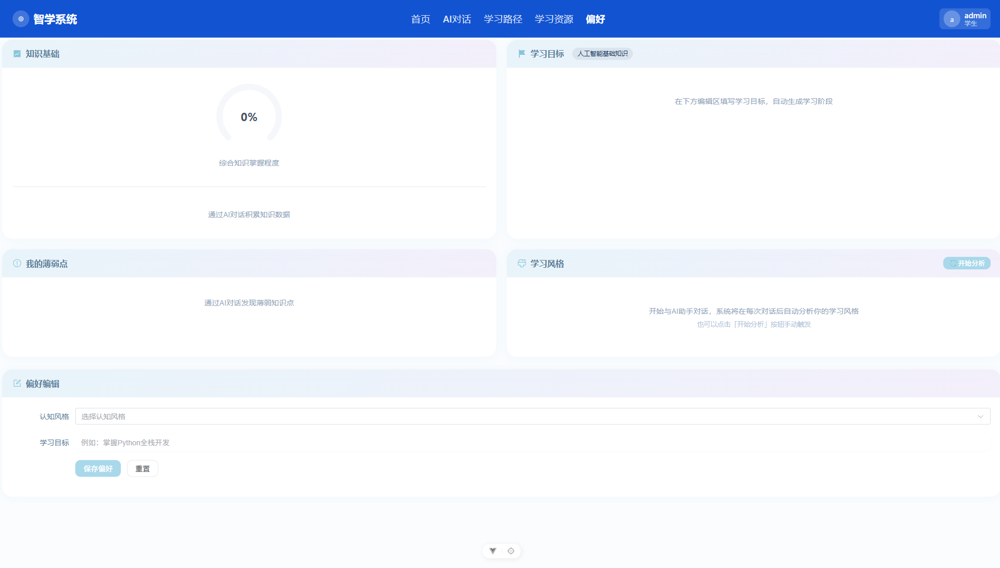 智学系统
首页 AI对话 学习路径 学习资源 偏好
a
admin
学生
知识基础
0%
综合知识掌握程度
通过AI对话积累知识数据
学习目标 人工智能基础知识
在下方编辑区填写学习目标，自动生成学习阶段
我的薄弱点
通过AI对话发现薄弱知识点
学习风格 开始分析
开始与AI助手对话，系统将在每次对话后自动分析你的学习风格
也可以点击「开始分析」按钮手动触发
偏好编辑
认知风格 选择认知风格
学习目标 例如：掌握Python全栈开发
保存偏好 重置